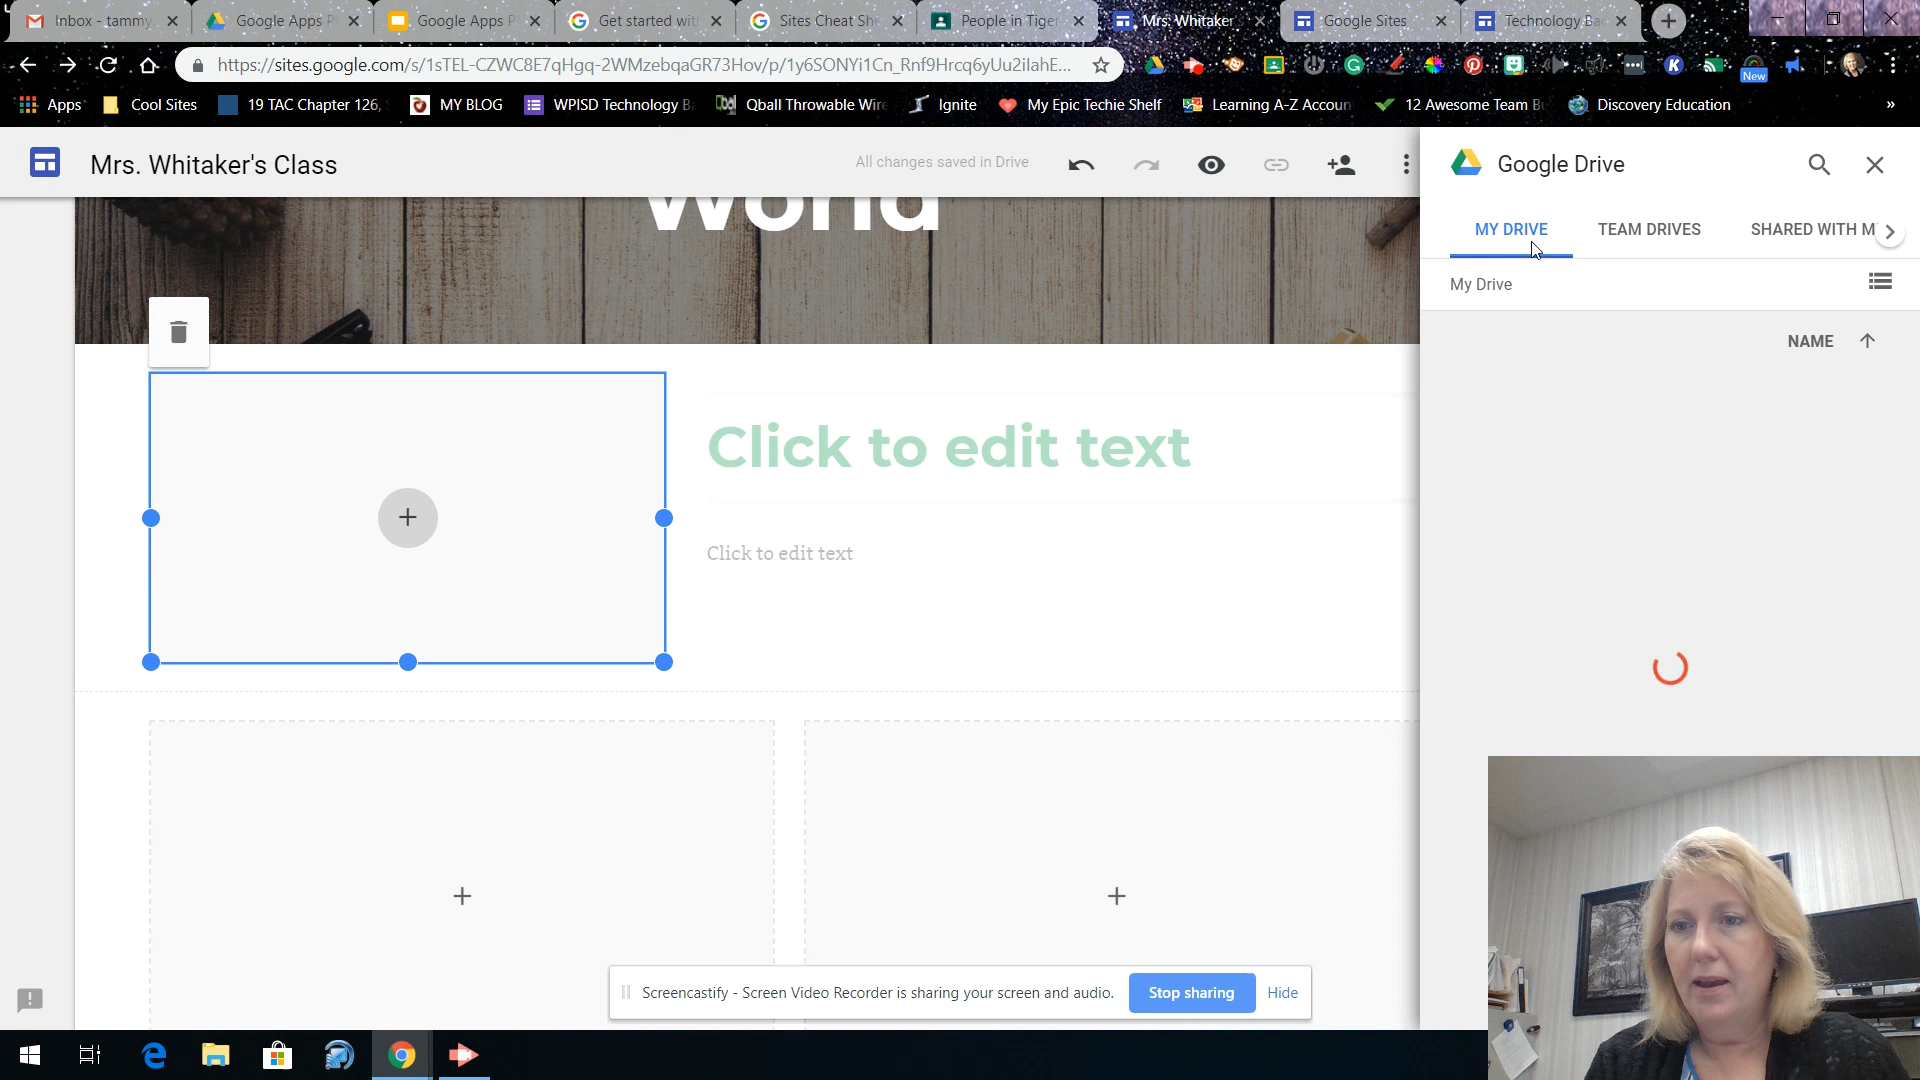 Inbox - tammy
Google Apps P
Google Apps P
Get started wit
Sites Cheat She
People in Tiger
Mrs. Whitaker
Google Sites
Technology Ba
https://sites.google.com/s/1sTEL-CZWC8E7qHgq-2WMzebqaGR73Hov/p/1y6SONYi1Cn_Rnf9Hrcq6yUu2iIahE...
New
Apps
Cool Sites
19 TAC Chapter 126,
MY BLOG
WPISD Technology B
Qball Throwable Wire
Ignite
My Epic Techie Shelf
Learning A-Z Accoun
12 Awesome Team B
Discovery Education
»
Mrs. Whitaker's Class
All changes saved in Drive
Google Drive
World
MY DRIVE
TEAM DRIVES
SHARED WITH M
My Drive
NAME
Click to edit text
Click to edit text
Screencastify - Screen Video Recorder is sharing your screen and audio.
Stop sharing
Hide